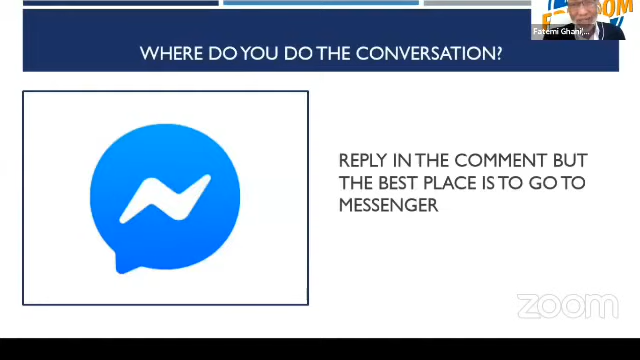 WHERE DO YOU DO THE CONVERSATION?
REPLY IN THE COMMENT BUT
THE BEST PLACE IS TO GO TO
MESSENGER
zoom